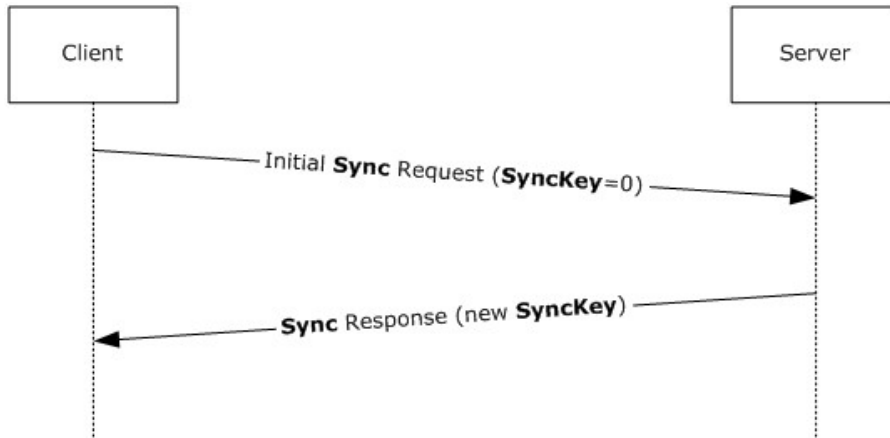 Client
Server
Initial Sync Request (SyncKey=0)
Sync Response (new SyncKey)